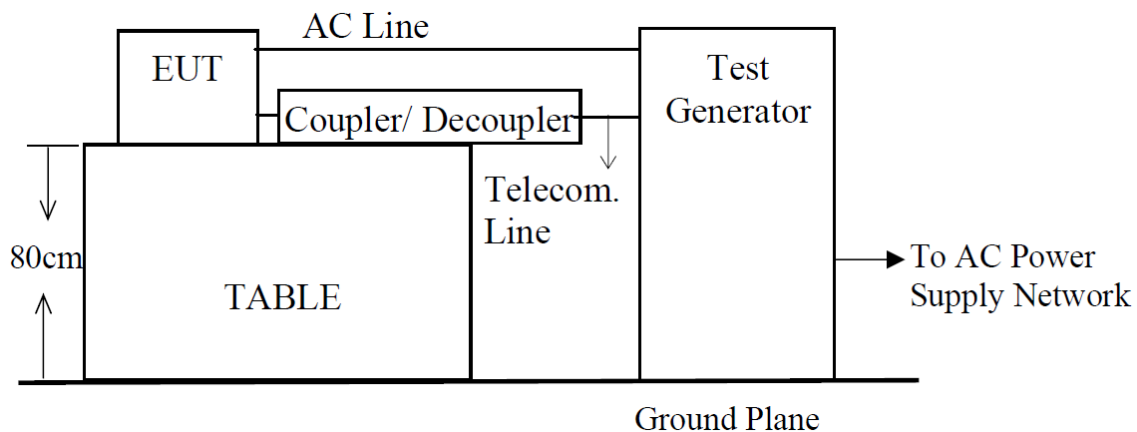 AC Line
EUT
Test
Generator
Coupler/ Decoupler
Telecom.
Line
80cm
TABLE
To AC Power
Supply Network
Ground Plane